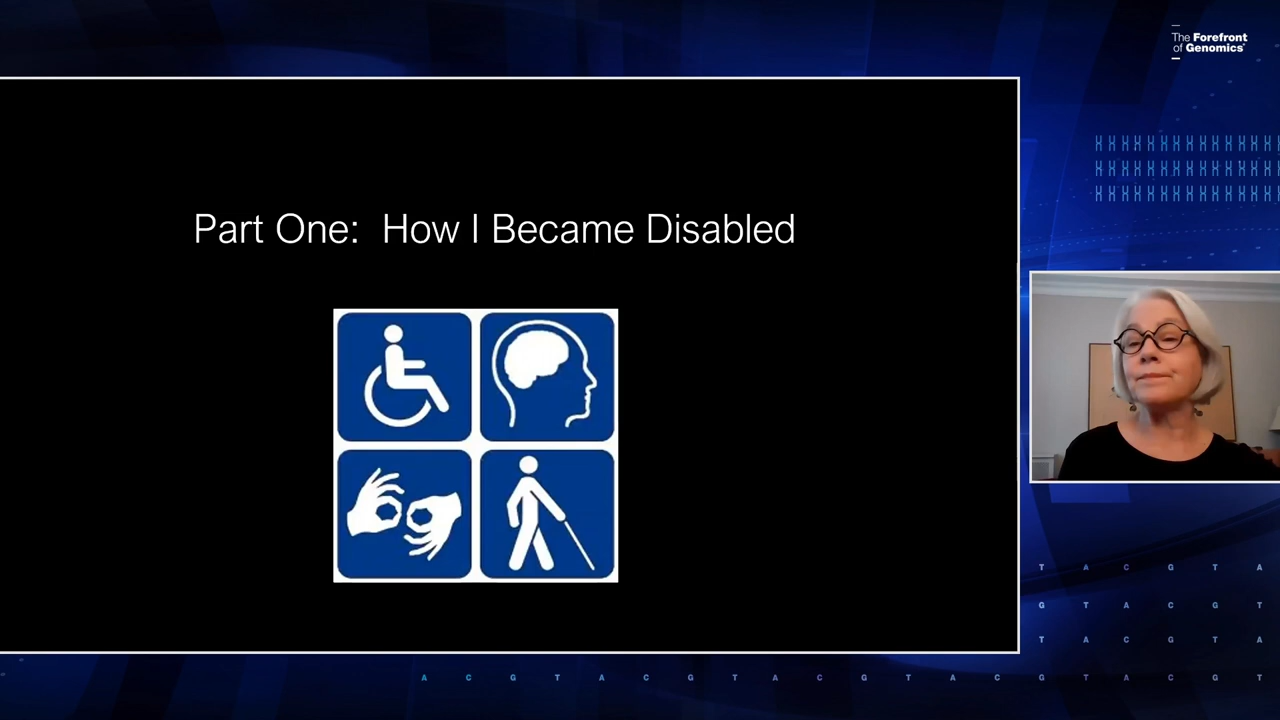 The Forefront
of Genomics®
Part One: How I Became Disabled
T A C G T A
G T A C G T
T A C G T A
A C G T A C G T A C G T A C G T A C G T